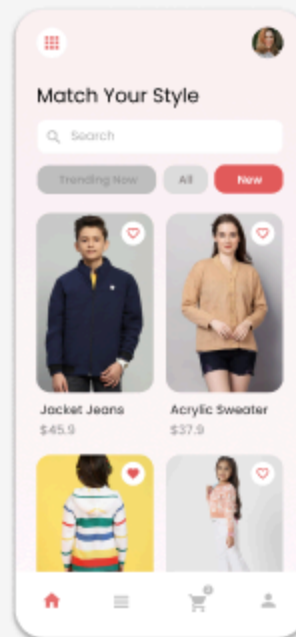 Match Your Style
Search
Trending Now
All
New
Jacket Jeans
Acrylic Sweater
$45.9
$37.9